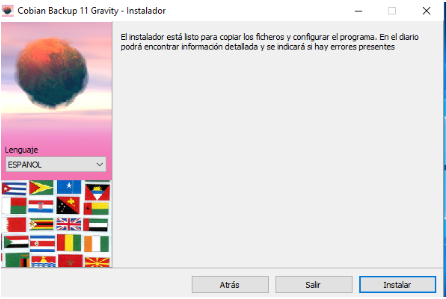 Cobian Backup 11 Gravity - Instalador
El instalador está listo para copiar los ficheros y configurar el programa. En el diario
podrá encontrar información detallada y se indicará si hay errores presentes
Lenguaje
ESPANOL
Atrás
Salir
Instalar